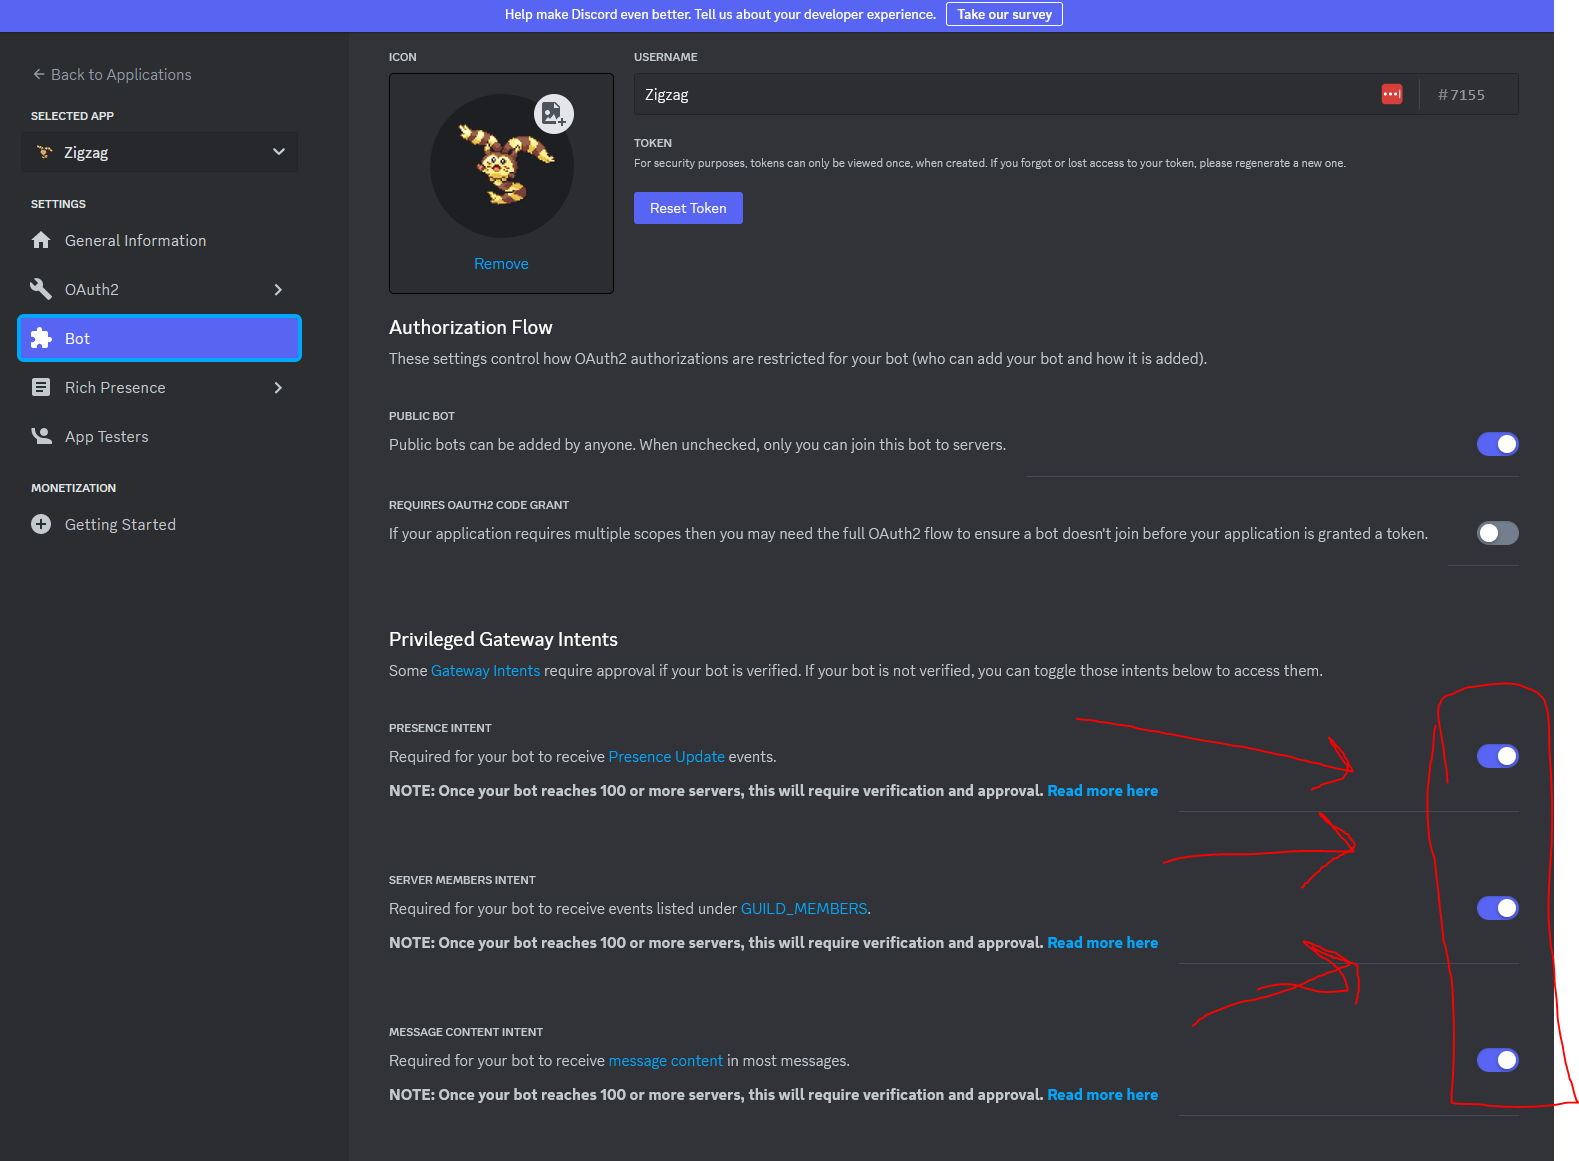 Help make Discord even better. Tell us about your developer experience. Take our survey
← Back to Applications
SELECTED APP
Zigzag
SETTINGS
General Information
OAuth2
Bot
Rich Presence
App Testers
MONETIZATION
Getting Started
ICON
Remove
USERNAME
Zigzag #7155
TOKEN
For security purposes, tokens can only be viewed once, when created. If you forgot or lost access to your token, please regenerate a new one.
Reset Token
Authorization Flow
These settings control how OAuth2 authorizations are restricted for your bot (who can add your bot and how it is added).
PUBLIC BOT
Public bots can be added by anyone. When unchecked, only you can join this bot to servers.
REQUIRES OAUTH2 CODE GRANT
If your application requires multiple scopes then you may need the full OAuth2 flow to ensure a bot doesn't join before your application is granted a token.
Privileged Gateway Intents
Some Gateway Intents require approval if your bot is verified. If your bot is not verified, you can toggle those intents below to access them.
PRESENCE INTENT
Required for your bot to receive Presence Update events.
NOTE: Once your bot reaches 100 or more servers, this will require verification and approval. Read more here
SERVER MEMBERS INTENT
Required for your bot to receive events listed under GUILD_MEMBERS.
NOTE: Once your bot reaches 100 or more servers, this will require verification and approval. Read more here
MESSAGE CONTENT INTENT
Required for your bot to receive message content in most messages.
NOTE: Once your bot reaches 100 or more servers, this will require verification and approval. Read more here